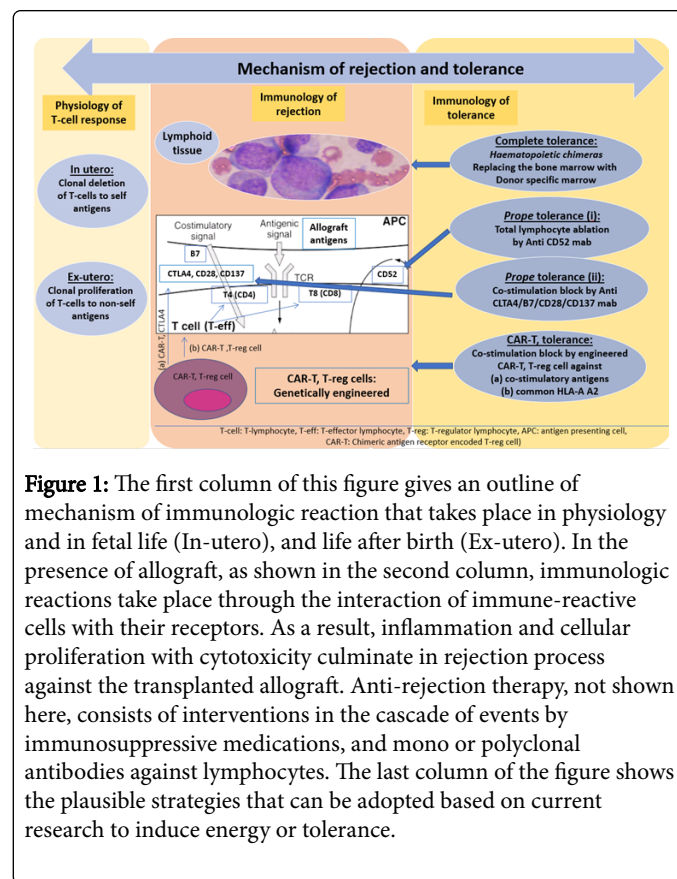 Mechanism of rejection and tolerance
Physiology of
T-cell response
In utero:
Clonal deletion
of T-cells to self
antigens
Ex-utero:
Clonal proliferation
of T-cells to non-self
antigens
Immunology of
rejection
Lymphoid
tissue
Costimulatory
signal
Antigenic
signal
Allograft
antigens
APC
B7
CTLA4, CD28, CD137
TCR
CD52
T4 (CD4)
T8 (CD8)
T cell (T-eff)
(a) CAR-T, CTLA4
(b) CAR-T ,T-reg cell
CAR-T, T-reg cell
CAR-T, T-reg cells:
Genetically engineered
Immunology of
tolerance
Complete tolerance:
Haematopoietic chimeras
Replacing the bone marrow with
Donor specific marrow
Prope tolerance (i):
Total lymphocyte ablation
by Anti CD52 mab
Prope tolerance (ii):
Co-stimulation block by Anti
CLTA4/B7/CD28/CD137 mab
CAR-T, tolerance:
Co-stimulation block by engineered
CAR-T, T-reg cell against
(a) co-stimulatory antigens
(b) common HLA-A A2
T-cell: T-lymphocyte, T-eff: T-effector lymphocyte, T-reg: T-regulator lymphocyte, APC: antigen presenting cell,
CAR-T: Chimeric antigen receptor encoded T-reg cell)
Figure 1: The first column of this figure gives an outline of
mechanism of immunologic reaction that takes place in physiology
and in fetal life (In-utero), and life after birth (Ex-utero). In the
presence of allograft, as shown in the second column, immunologic
reactions take place through the interaction of immune-reactive
cells with their receptors. As a result, inflammation and cellular
proliferation with cytotoxicity culminate in rejection process
against the transplanted allograft. Anti-rejection therapy, not shown
here, consists of interventions in the cascade of events by
immunosuppressive medications, and mono or polyclonal
antibodies against lymphocytes. The last column of the figure shows
the plausible strategies that can be adopted based on current
research to induce energy or tolerance.